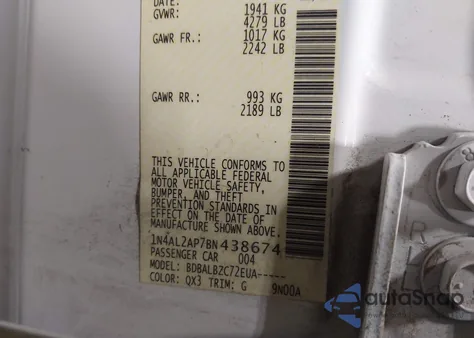 DATE:
GVWR: 1941 KG
4279 LB
GAWR FR.: 1017 KG
2242 LB
GAWR RR.: 993 KG
2189 LB
THIS VEHICLE CONFORMS TO
ALL APPLICABLE FEDERAL
MOTOR VEHICLE SAFETY,
BUMPER, AND THEFT
PREVENTION STANDARDS IN
EFFECT ON THE DATE OF
MANUFACTURE SHOWN ABOVE.
1N4AL2AP7BN438674
PASSENGER CAR 004
MODEL: BDBALB2C72EUA-----
COLOR: QX3 TRIM: G 9N00A
autoSnap